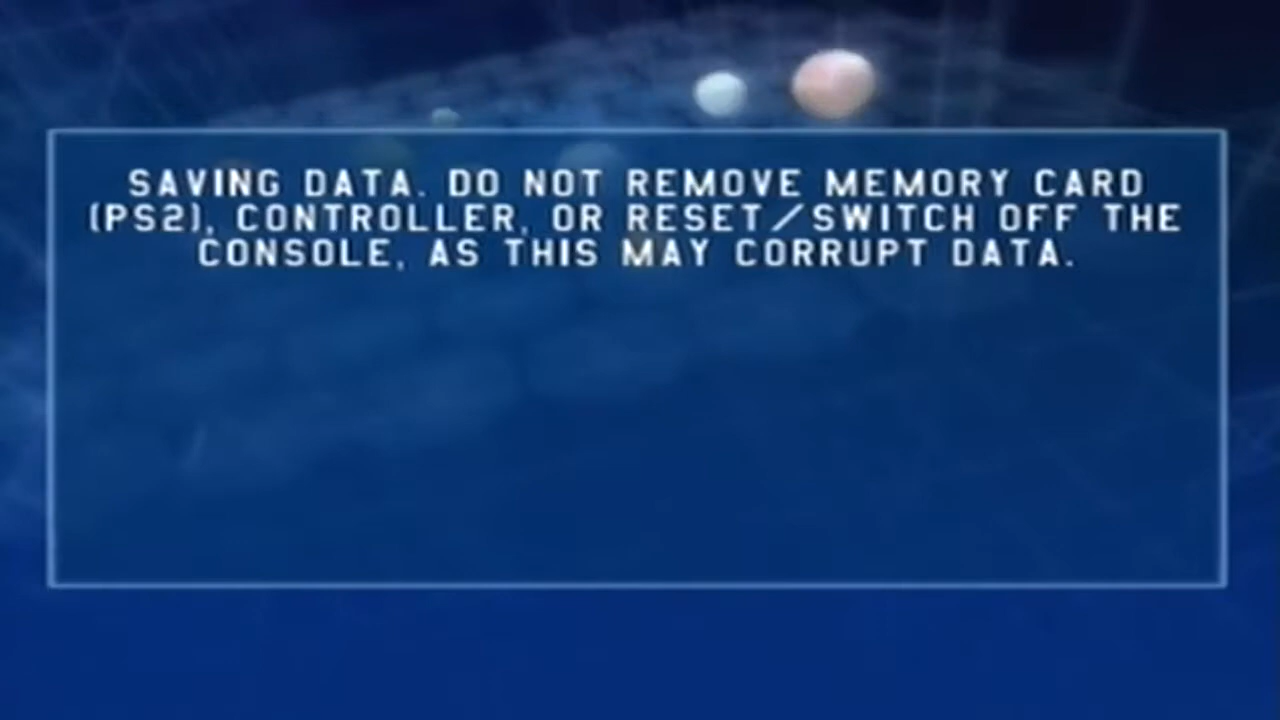 SAVING DATA. DO NOT REMOVE MEMORY CARD
(PS2), CONTROLLER, OR RESET/SWITCH OFF THE
CONSOLE, AS THIS MAY CORRUPT DATA.